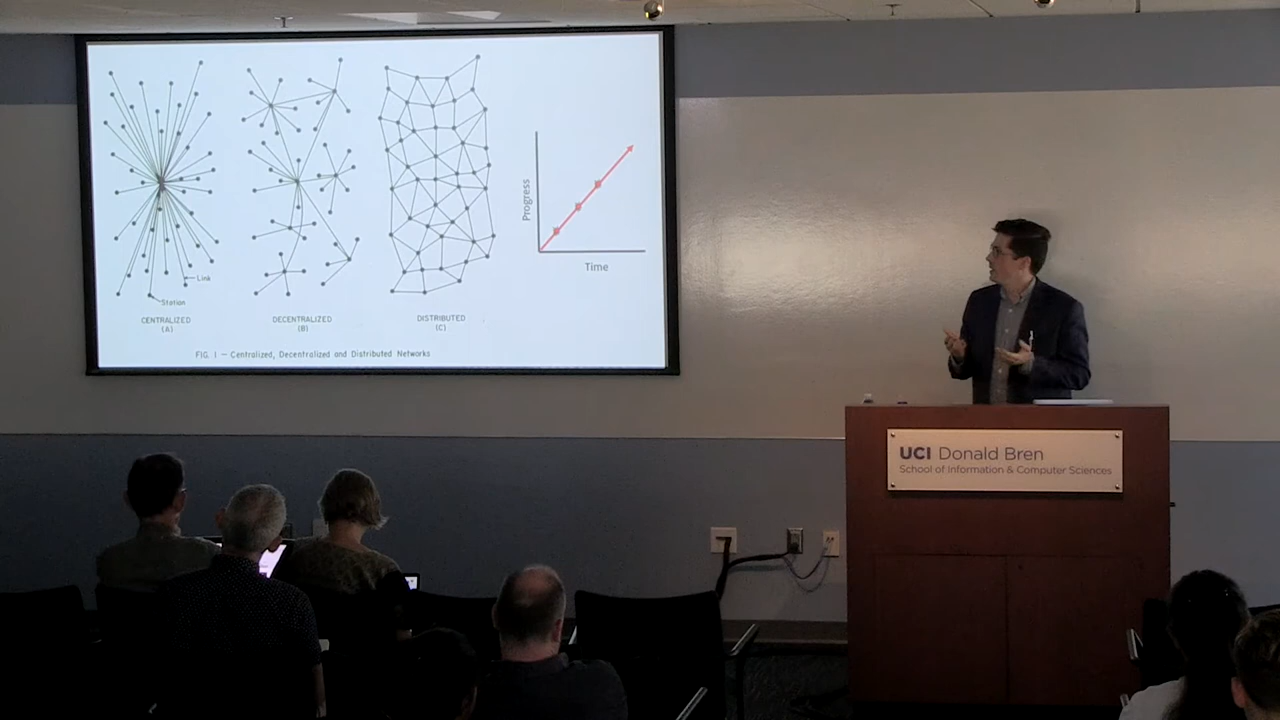 Link
Station
CENTRALIZED
(A)
DECENTRALIZED
(B)
DISTRIBUTED
(C)
FIG. I — Centralized, Decentralized and Distributed Networks
Progress
Time
UCI Donald Bren
School of Information & Computer Sciences